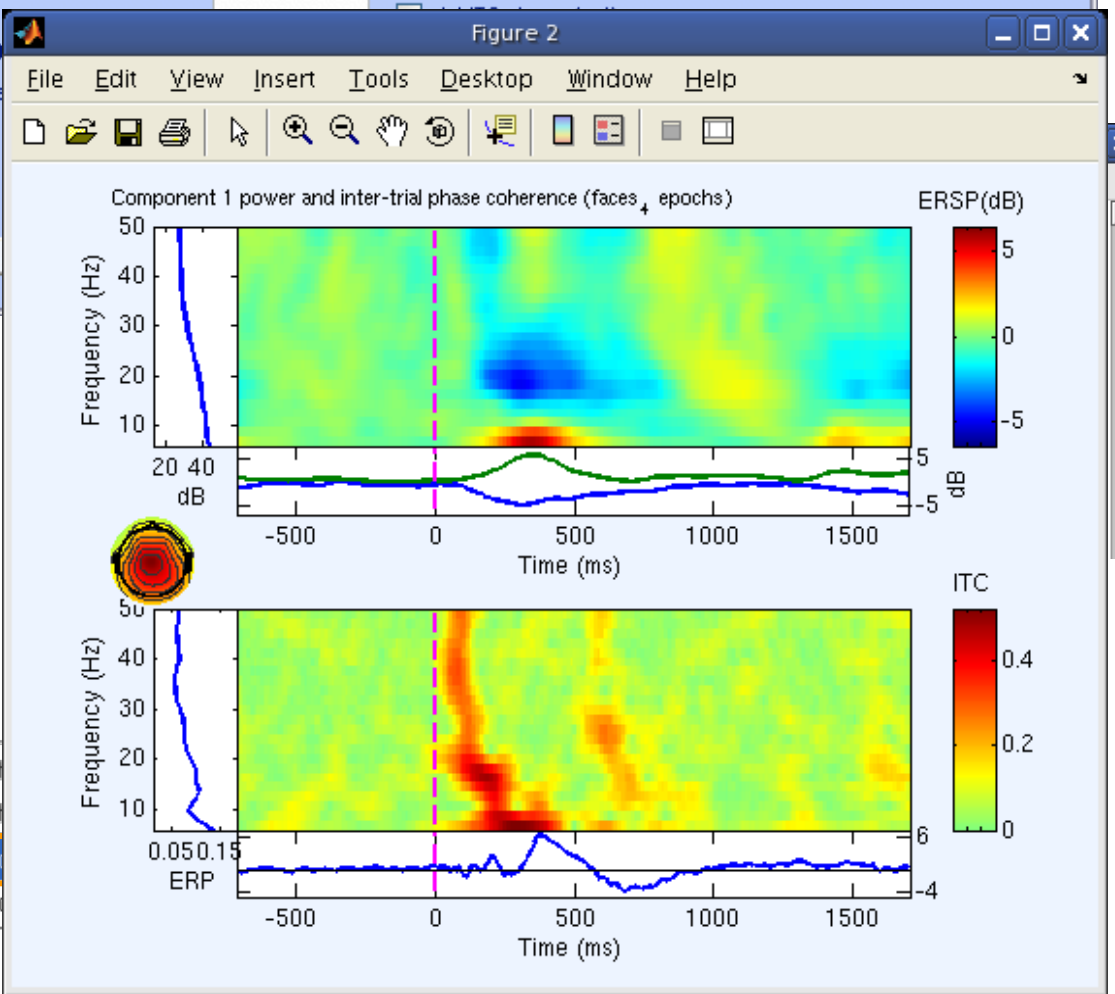 Figure 2
File Edit View Insert Tools Desktop Window Help
Component 1 power and inter-trial phase coherence (faces4 epochs)
ERSP(dB)
50
40
30
20
10
Frequency (Hz)
5
0
-5
20 40
dB
5
-5
dB
-500 0 500 1000 1500
Time (ms)
ITC
50
40
30
20
10
Frequency (Hz)
0.4
0.2
0
0.05 0.15
ERP
6
-4
-500 0 500 1000 1500
Time (ms)